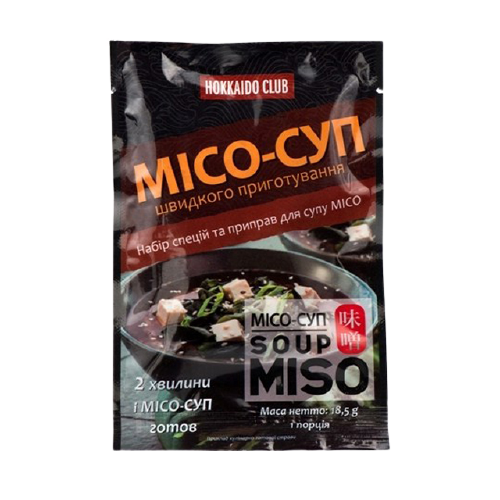 HOKKAIDO CLUB
МІСО-СУП
швидкого приготування
Набір спецій та приправ для супу МІСО
МІСО-СУП
SOUP
MISO
味噌
2 хвилини
і МІСО-СУП
готов
Маса нетто: 18,5 g
1 порція